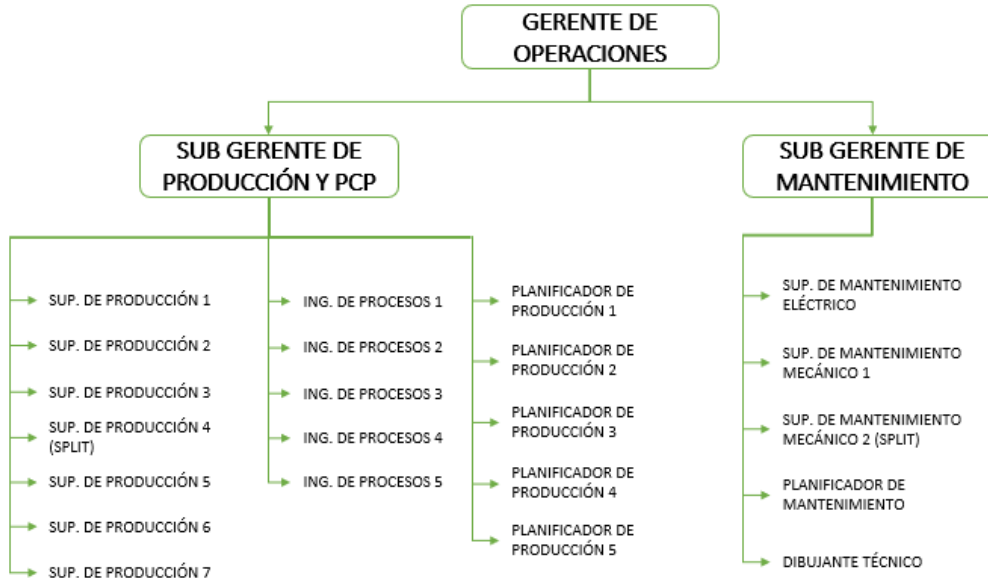 GERENTE DE
OPERACIONES
SUB GERENTE DE
PRODUCCIÓN Y PCP
SUB GERENTE DE
MANTENIMIENTO
SUP. DE PRODUCCIÓN 1
SUP. DE PRODUCCIÓN 2
SUP. DE PRODUCCIÓN 3
SUP. DE PRODUCCIÓN 4
(SPLIT)
SUP. DE PRODUCCIÓN 5
SUP. DE PRODUCCIÓN 6
SUP. DE PRODUCCIÓN 7
ING. DE PROCESOS 1
ING. DE PROCESOS 2
ING. DE PROCESOS 3
ING. DE PROCESOS 4
ING. DE PROCESOS 5
PLANIFICADOR DE
PRODUCCIÓN 1
PLANIFICADOR DE
PRODUCCIÓN 2
PLANIFICADOR DE
PRODUCCIÓN 3
PLANIFICADOR DE
PRODUCCIÓN 4
PLANIFICADOR DE
PRODUCCIÓN 5
SUP. DE MANTENIMIENTO
ELÉCTRICO
SUP. DE MANTENIMIENTO
MECÁNICO 1
SUP. DE MANTENIMIENTO
MECÁNICO 2 (SPLIT)
PLANIFICADOR DE
MANTENIMIENTO
DIBUJANTE TÉCNICO